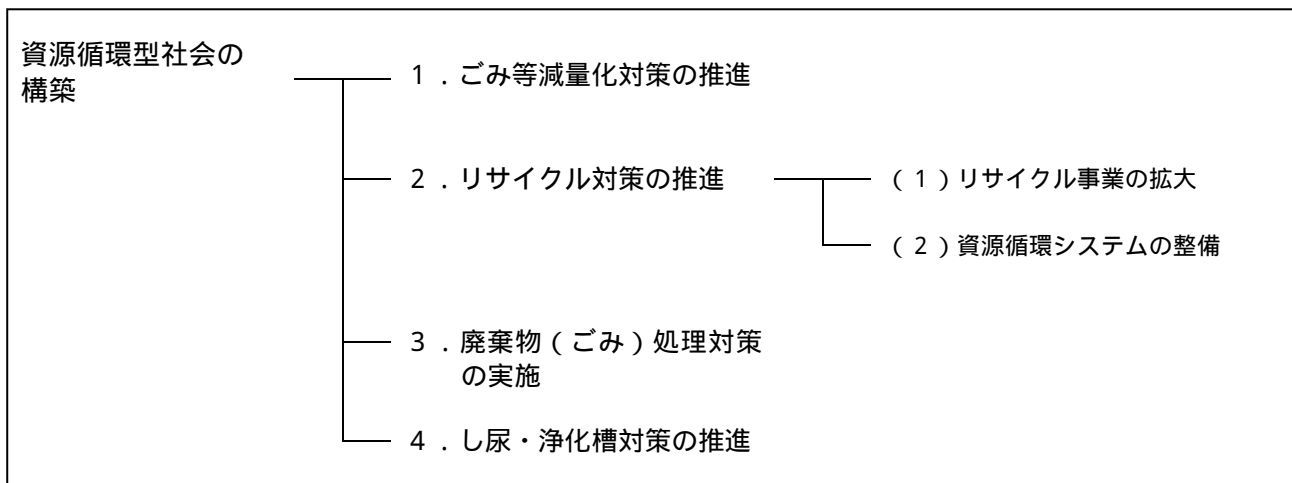 資源循環型社会の
構築
1．ごみ等減量化対策の推進
2．リサイクル対策の推進
(1)リサイクル事業の拡大
(2)資源循環システムの整備
3．廃棄物(ごみ)処理対策
の実施
4．し尿・浄化槽対策の推進